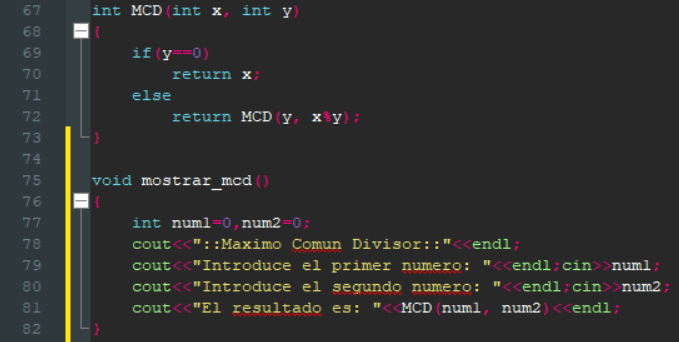 67 int MCD(int x, int y)
68 {
69 if(y==0)
70 return x;
71 else
72 return MCD(y, x%y);
73 }
74
75 void mostrar_mcd()
76 {
77 int num1=0,num2=0;
78 cout<<"::Maximo Comun Divisor::"<<endl;
79 cout<<"Introduce el primer numero: "<<endl;cin>>num1;
80 cout<<"Introduce el segundo numero: "<<endl;cin>>num2;
81 cout<<"El resultado es: "<<MCD(num1, num2)<<endl;
82 }